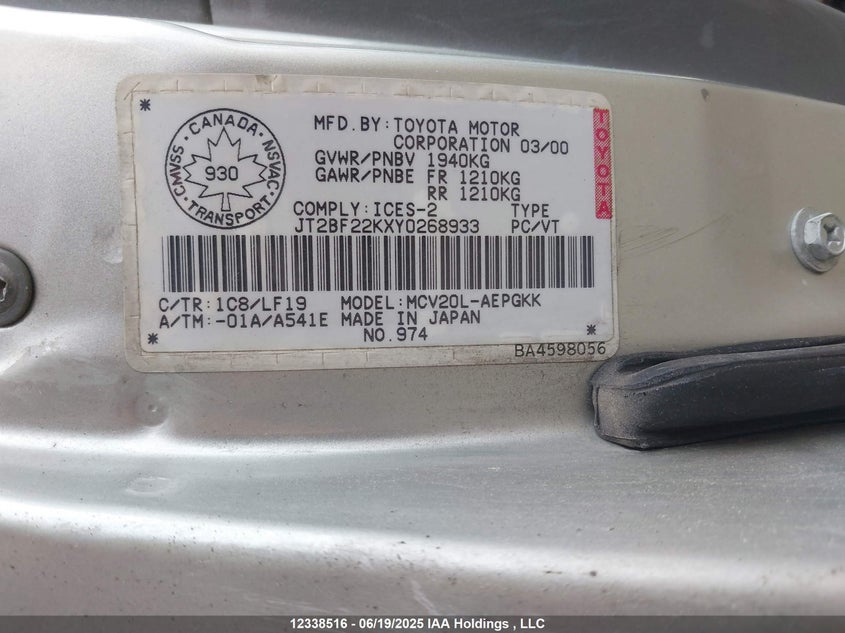 CANADA
CMVSS
NSVAC
930
TRANSPORT
MFD.BY:TOYOTA MOTOR
CORPORATION 03/00
GVWR/PNBV 1940KG
GAWR/PNBE FR 1210KG
RR 1210KG
COMPLY:ICES-2 TYPE
JT2BF22KXY0268933 PC/VT
TOYOTA
C/TR:1C8/LF19 MODEL:MCV20L-AEPGKK
A/TM:-01A/A541E MADE IN JAPAN
NO.974
BA4598056
12338516 - 06/19/2025 IAA Holdings , LLC